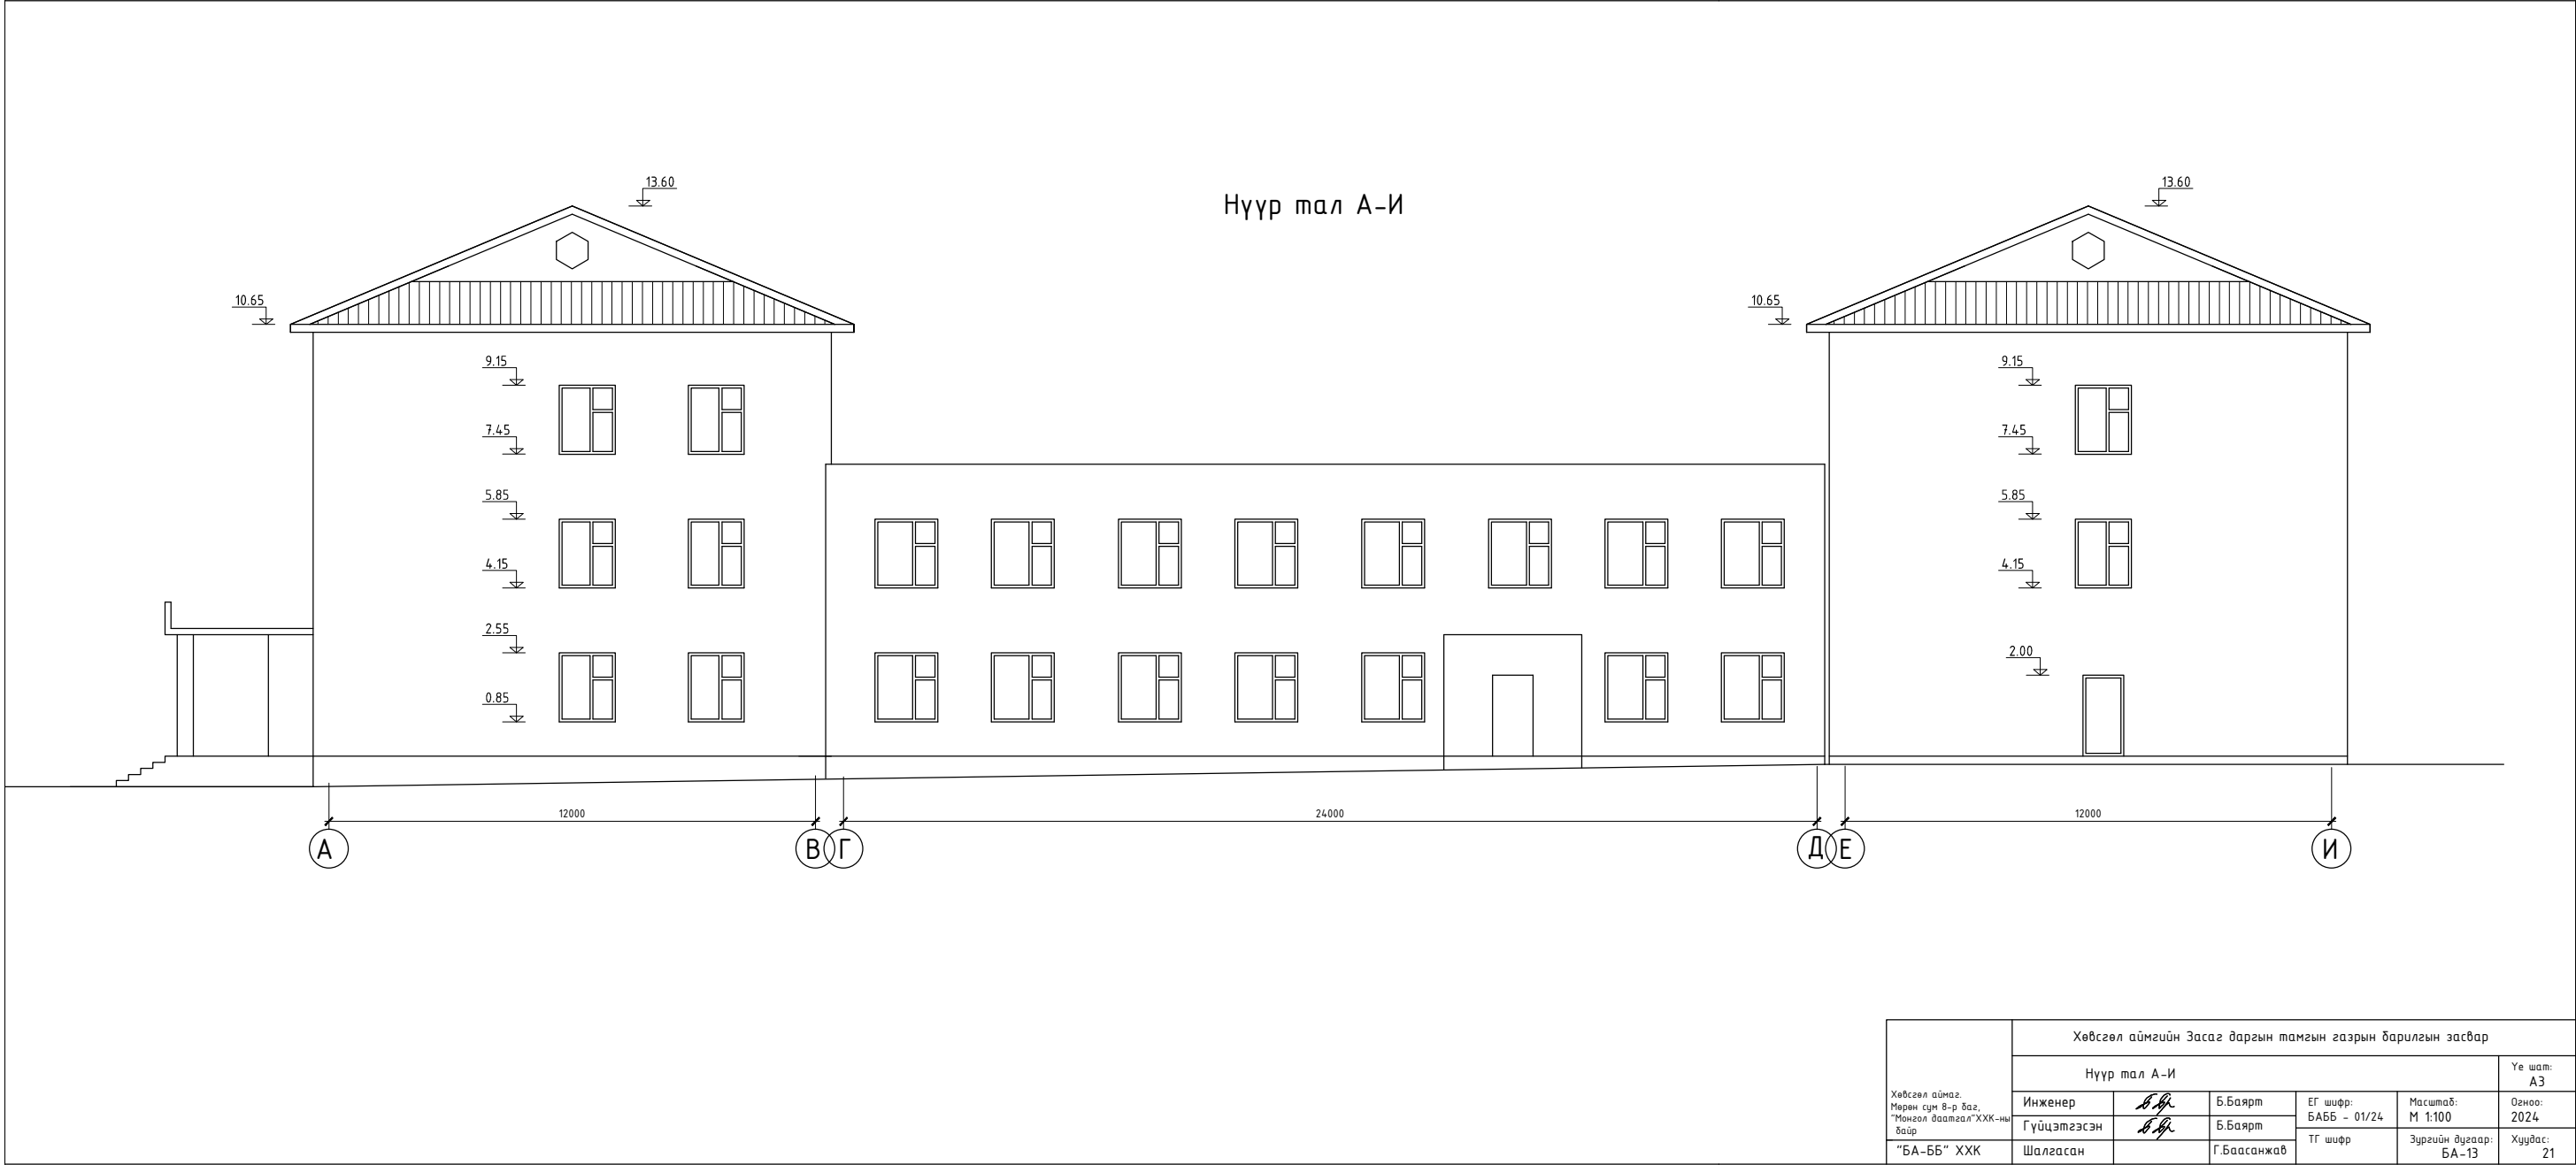 13.60
13.60
Нүүр тал А-И
10.65
10.65
9.15
9.15
7.45
7.45
5.85
5.85
4.15
4.15
2.55
2.00
0.85
12000
24000
12000
А
В
Г
Д
Е
И
Хөвсгөл аймгийн Засаг даргын тамгын газрын барилгын засвар
Нүүр тал А-И
Үе шат:
А3
Хөвсгөл аймаг.
Мөрөн сум 8-р баг,
"Монгол даатгал"ХХК-ны
байр
"БА-ББ" ХХК
Инженер
Б.Баярт
Гүйцэтгэсэн
Б.Баярт
Шалгасан
Г.Баасанжав
ЕГ шифр:
БАББ - 01/24
ТГ шифр
Масштаб:
М 1:100
Зургийн дугаар:
БА-13
Огноо:
2024
Хуудас:
21